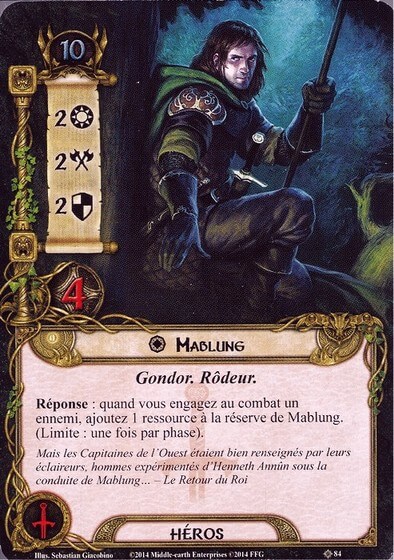 10
2
2
2
4
MABLUNG
Gondor. Rôdeur.
Réponse : quand vous engagez au combat un
ennemi, ajoutez 1 ressource à la réserve de Mablung.
(Limite : une fois par phase).
Mais les Capitaines de l'Ouest étaient bien renseignés par leurs
éclaireurs, hommes expérimentés d'Henneth Annûn sous la
conduite de Mablung... – Le Retour du Roi
HÉROS
Illus. Sebastian Giacobino ©2014 Middle-earth Enterprises ©2014 FFG 84